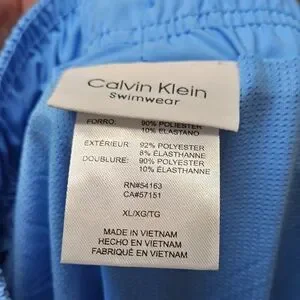 Calvin Klein
Swimwear
FORRO: 90% POLIESTER
10% ELASTANO
EXTÉRIEUR: 92% POLYESTER
8% ÉLASTHANNE
DOUBLURE: 90% POLYESTER
10% ÉLASTHANNE
RN#54163
CA#57151
XL/XG/TG
MADE IN VIETNAM
HECHO EN VIETNAM
FABRIQUÉ EN VIETNAM